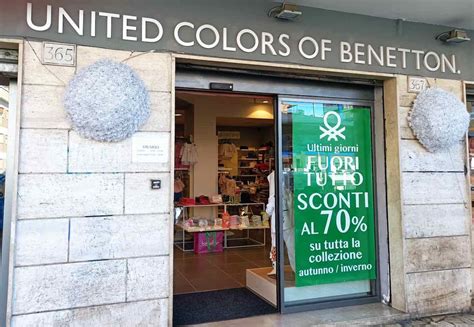 UNITED COLORS OF BENETTON.
365
367
Ultimi giorni
FUORI
TUTTO
SCONTI
AL 70%
su tutta la
collezione
autunno / inverno